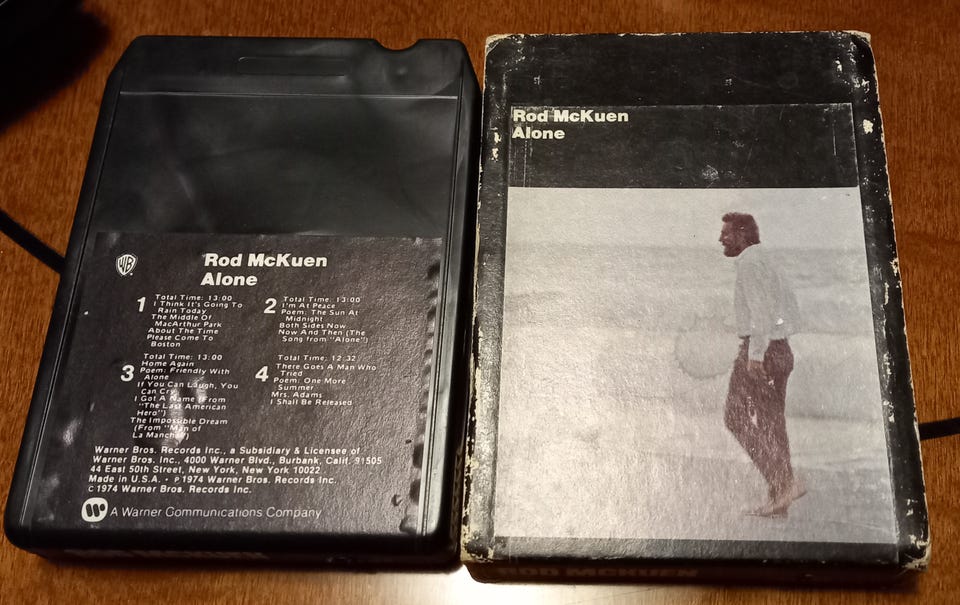 WB
Rod McKuen
Alone
1
Total Time: 13:00
I Think It's Going To
Rain Today
The Middle Of
MacArthur Park
About The Time
Please Come To
Boston
2
Total Time: 13:00
I'm At Peace
Poem: The Sun At
Midnight
Both Sides Now
Now And Then (The
Song from "Alone")
3
Total Time: 13:00
Home Again
Poem: Friendly With
Alone
If You Can Laugh, You
Can Cry
I Got A Name (From
"The Last American
Hero")
The Impossible Dream
(From "Man of
La Mancha")
4
Total Time: 12:32
There Goes A Man Who
Tried
Poem: One More
Summer
Mrs. Adams
I Shall Be Released
Warner Bros. Records Inc., a Subsidiary & Licensee of
Warner Bros. Inc., 4000 Warner Blvd., Burbank, Calif. 91505
44 East 50th Street, New York, New York 10022
Made in U.S.A. • P 1974 Warner Bros. Records Inc.
C 1974 Warner Bros. Records Inc.
A Warner Communications Company
Rod McKuen
Alone
ROD MCKUEN